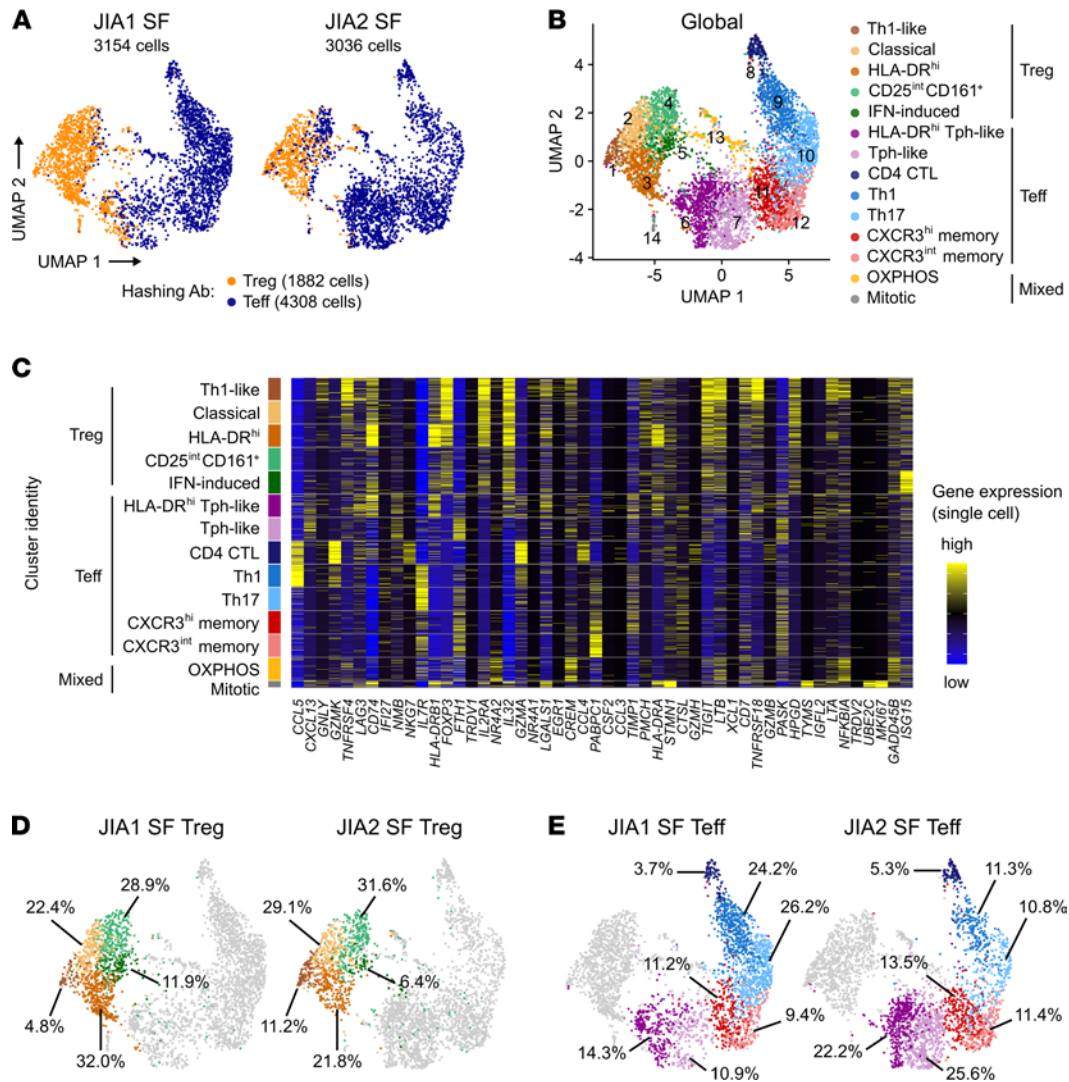 A
JIA1 SF
3154 cells
JIA2 SF
3036 cells
UMAP 2
UMAP 1
Hashing Ab:
Treg (1882 cells)
Teff (4308 cells)
B
Global
4
2
0
-2
-4
-5
0
5
UMAP 2
UMAP 1
1
2
3
4
5
6
7
8
9
10
11
12
13
14
Th1-like
Classical
HLA-DRhi
CD25intCD161+
IFN-induced
HLA-DRhi Tph-like
Tph-like
CD4 CTL
Th1
Th17
CXCR3hi memory
CXCR3int memory
OXPHOS
Mitotic
Treg
Teff
Mixed
C
Cluster identity
Treg
Teff
Mixed
Th1-like
Classical
HLA-DRhi
CD25intCD161+
IFN-induced
HLA-DRhi Tph-like
Tph-like
CD4 CTL
Th1
Th17
CXCR3hi memory
CXCR3int memory
OXPHOS
Mitotic
Gene expression
(single cell)
high
low
CCL5
CXCL13
GNLY
GZMK
TNFRSF4
LAG3
CD74
IFI27
NMB
NKG7
IL7R
HLA-DRB1
FOXP3
FTH1
TRDV1
IL2RA
NR4A2
IL32
GZMA
NR4A1
LGALS1
EGR1
CREM
CCL4
PABPC1
CSF2
CCL3
TIMP1
PMCH
HLA-DRA
STMN1
CTSL
GZMH
TIGIT
LTB
XCL1
CD7
TNFRSF18
GZMB
PASK
HPGD
TYMS
IGFL2
LTA
NFKBIA
TRDV2
UBE2C
MKI67
GADD45B
ISG15
D
JIA1 SF Treg
28.9%
22.4%
11.9%
4.8%
32.0%
JIA2 SF Treg
31.6%
29.1%
6.4%
11.2%
21.8%
E
JIA1 SF Teff
3.7%
24.2%
26.2%
11.2%
9.4%
14.3%
10.9%
JIA2 SF Teff
5.3%
11.3%
10.8%
13.5%
11.4%
22.2%
25.6%